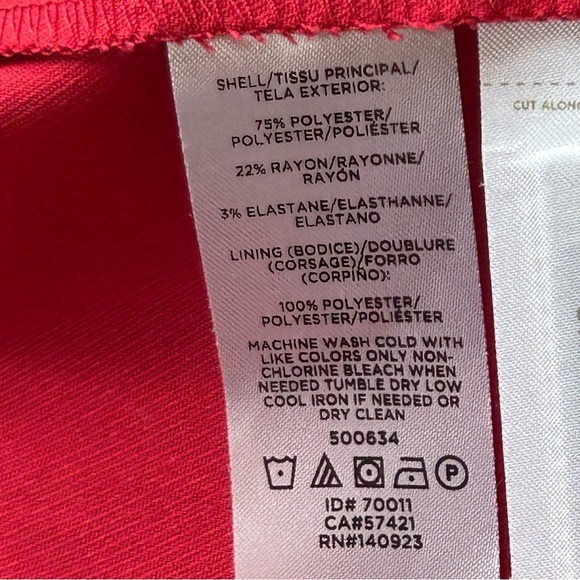 SHELL/TISSU PRINCIPAL/
TELA EXTERIOR:
75% POLYESTER/
POLYESTER/POLIÉSTER
22% RAYON/RAYONNE/
RAYÓN
3% ELASTANE/ELASTHANNE/
ELASTANO
LINING (BODICE)/DOUBLURE
(CORSAGE)/FORRO
(CORPIÑO):
100% POLYESTER/
POLYESTER/POLIÉSTER
MACHINE WASH COLD WITH
LIKE COLORS ONLY NON-
CHLORINE BLEACH WHEN
NEEDED TUMBLE DRY LOW
COOL IRON IF NEEDED OR
DRY CLEAN
500634
P
ID# 70011
CA#57421
RN#140923
CUT ALONG